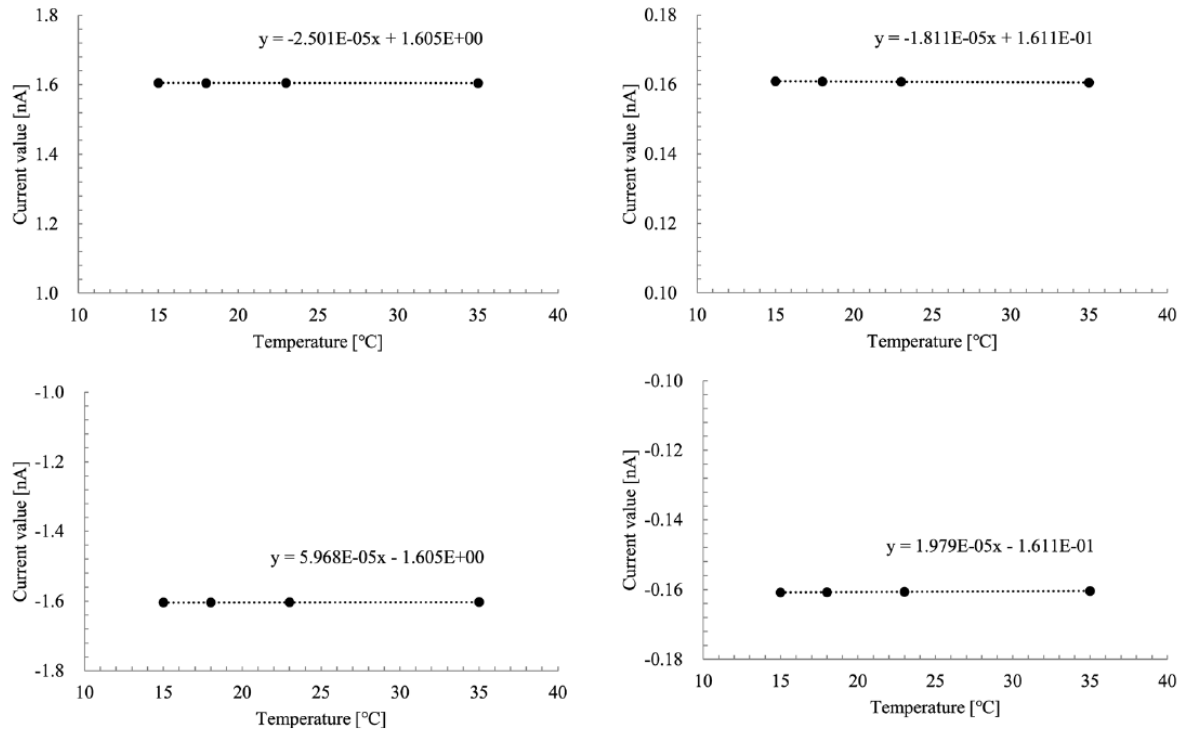 1.8
1.6
1.4
1.2
1.0
Current value [nA]
y = -2.501E-05x + 1.605E+00
10 15 20 25 30 35 40
Temperature [℃]
0.18
0.16
0.14
0.12
0.10
Current value [nA]
y = -1.811E-05x + 1.611E-01
10 15 20 25 30 35 40
Temperature [℃]
-1.0
-1.2
-1.4
-1.6
-1.8
Current value [nA]
y = 5.968E-05x - 1.605E+00
10 15 20 25 30 35 40
Temperature [℃]
-0.10
-0.12
-0.14
-0.16
-0.18
Current value [nA]
y = 1.979E-05x - 1.611E-01
10 15 20 25 30 35 40
Temperature [℃]